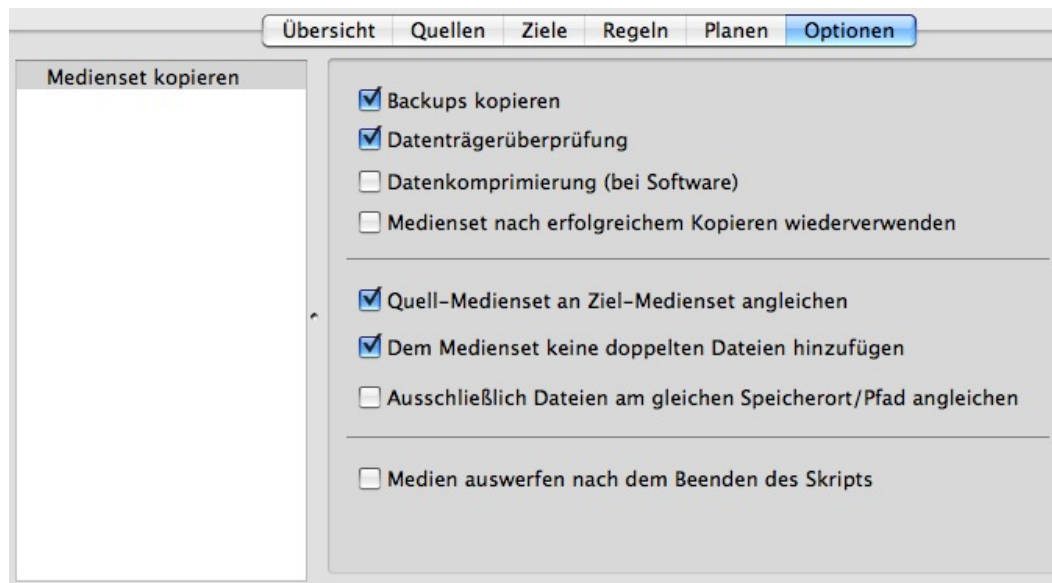 Übersicht Quellen Ziele Regeln Planen Optionen
Medienset kopieren
Backups kopieren
Datenträgerüberprüfung
Datenkomprimierung (bei Software)
Medienset nach erfolgreichem Kopieren wiederverwenden
Quell-Medienset an Ziel-Medienset angleichen
Dem Medienset keine doppelten Dateien hinzufügen
Ausschließlich Dateien am gleichen Speicherort/Pfad angleichen
Medien auswerfen nach dem Beenden des Skripts